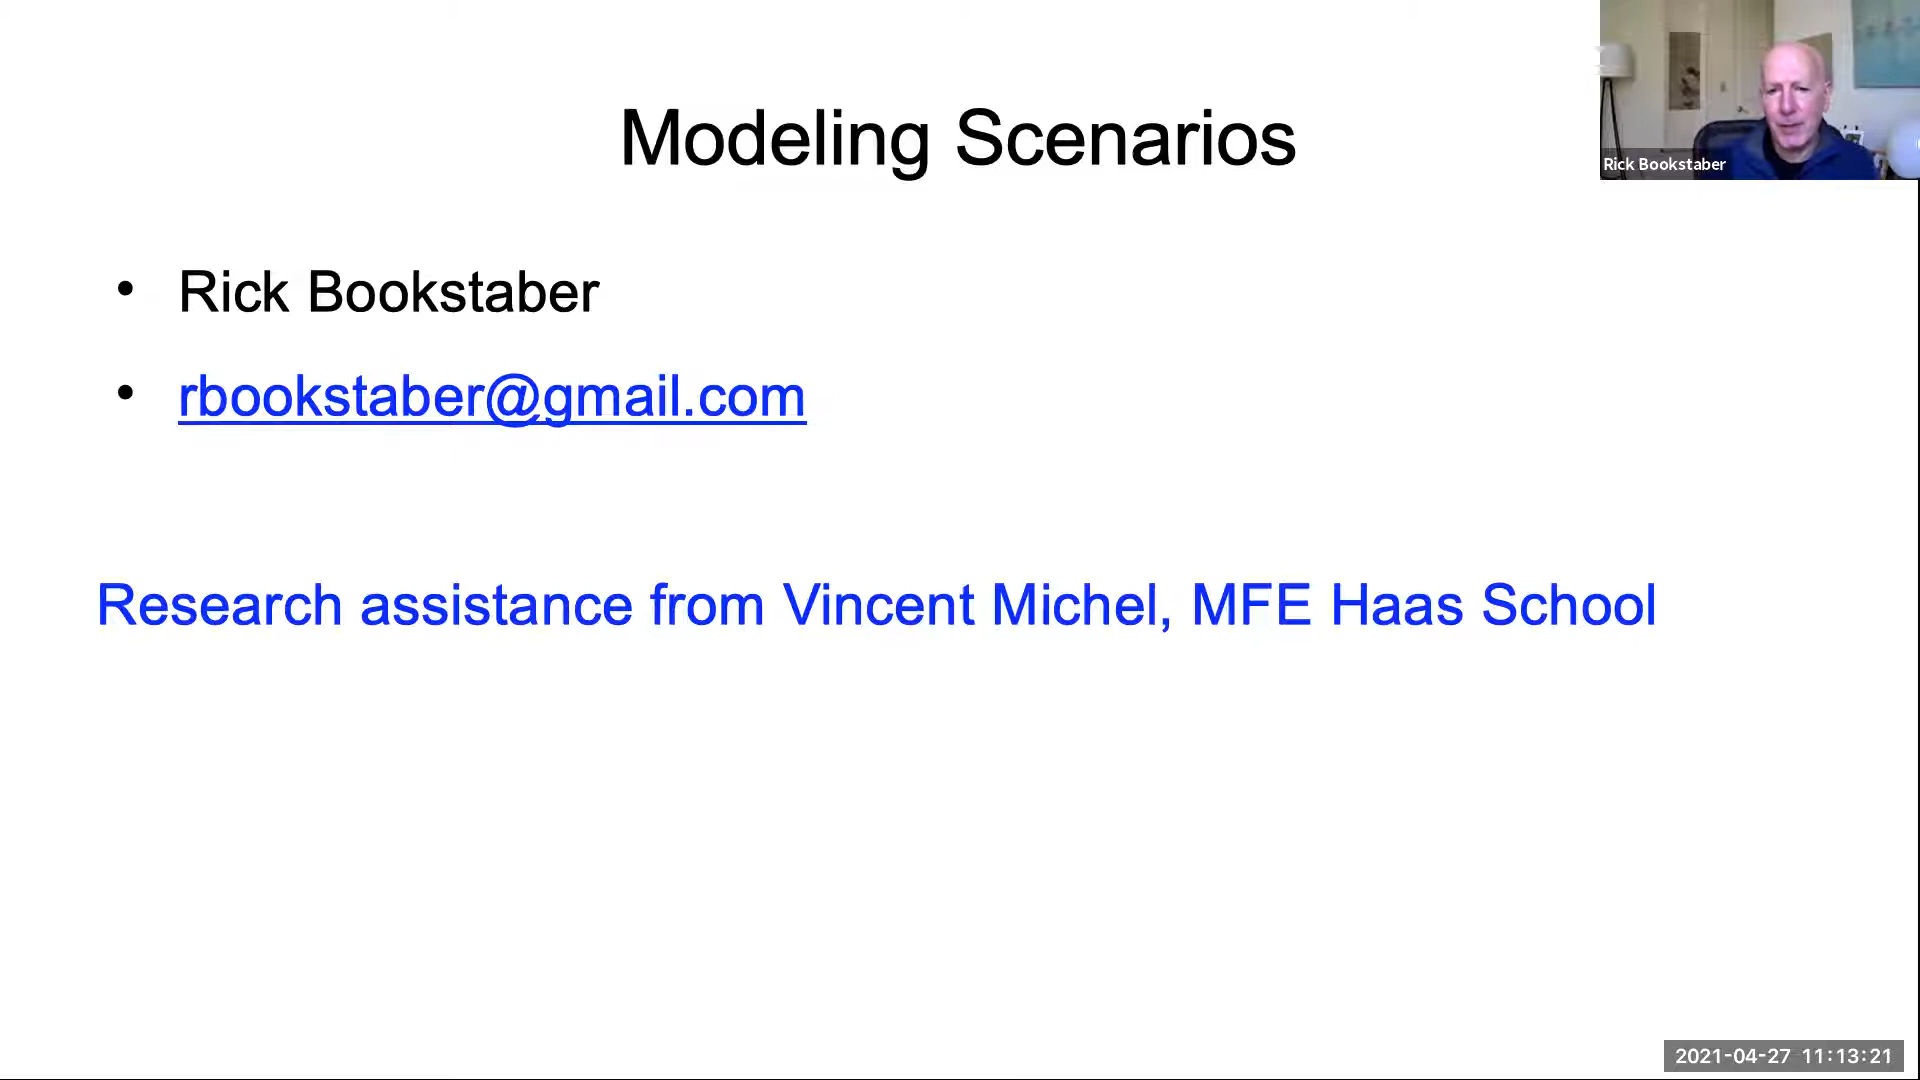 Modeling Scenarios
Rick Bookstaber
• Rick Bookstaber
• rbookstaber@gmail.com
Research assistance from Vincent Michel, MFE Haas School
2021-04-27 11:13:21